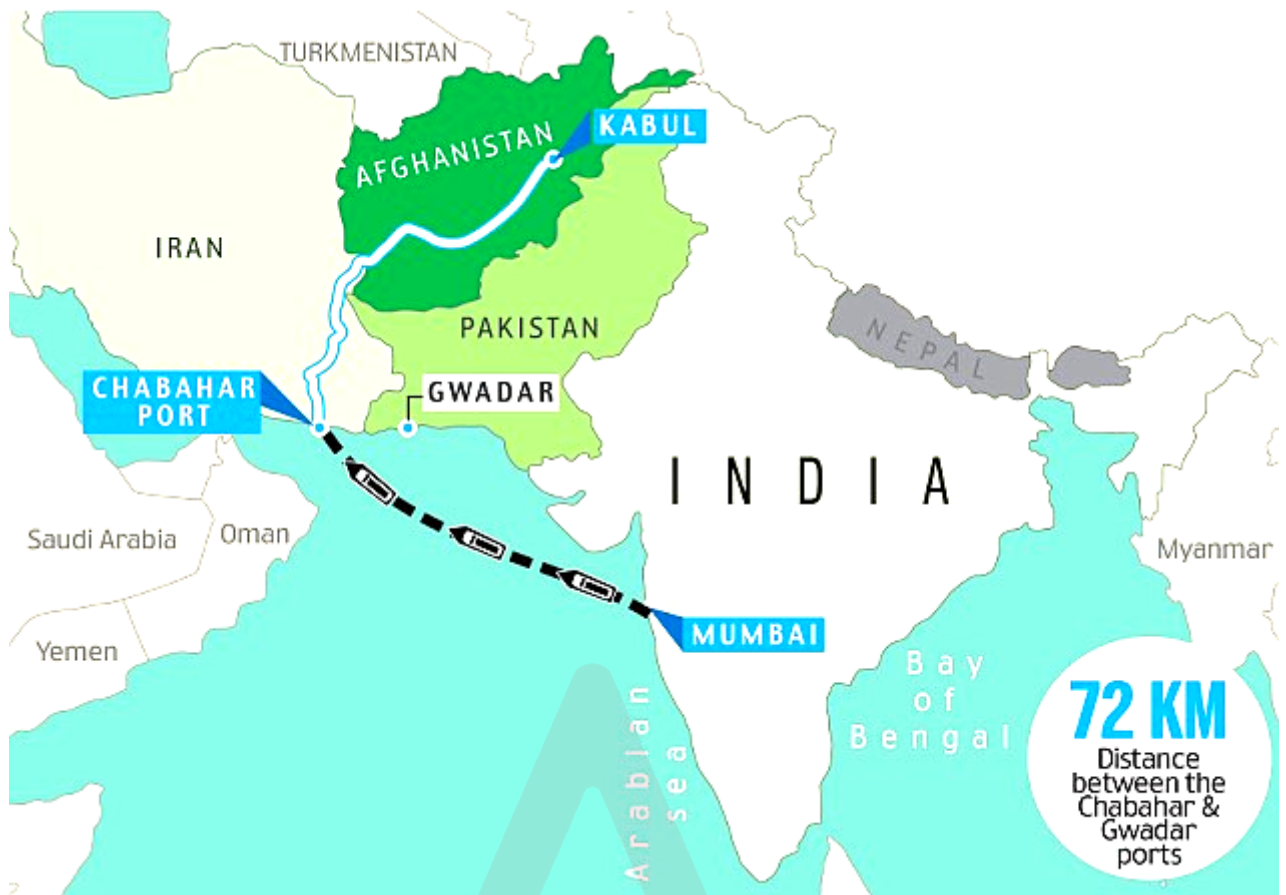 TURKMENISTAN
KABUL
AFGHANISTAN
IRAN
PAKISTAN
NEPAL
CHABAHAR
PORT
GWADAR
INDIA
Saudi Arabia
Oman
Myanmar
Yemen
MUMBAI
Arabian
sea
Bay
of
Bengal
72 KM
Distance
between the
Chabahar &
Gwadar
ports